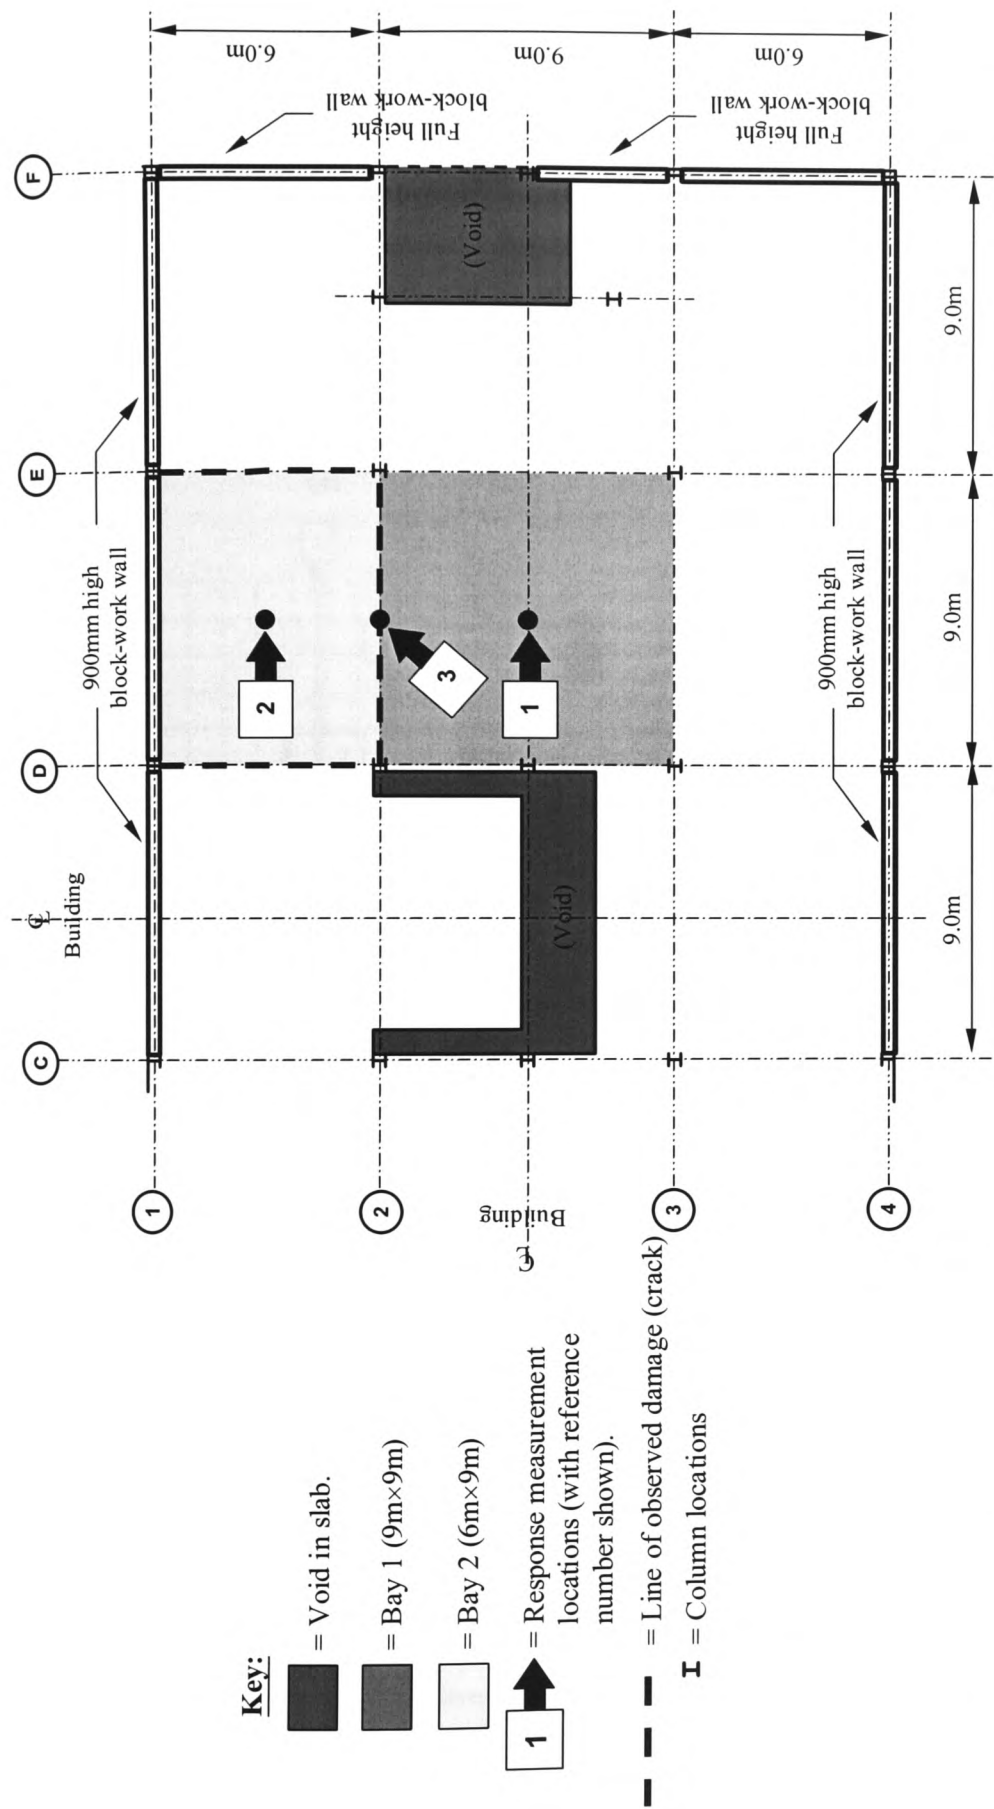 F
E
D
C
1
2
3
4
6.0m
9.0m
6.0m
9.0m
9.0m
9.0m
Full height
block-work wall
Full height
block-work wall
900mm high
block-work wall
900mm high
block-work wall
(Void)
(Void)
2
3
1
℄
Building
℄
Building
Key:
= Void in slab.
= Bay 1 (9m×9m)
= Bay 2 (6m×9m)
1
= Response measurement
locations (with reference
number shown).
= Line of observed damage (crack)
= Column locations